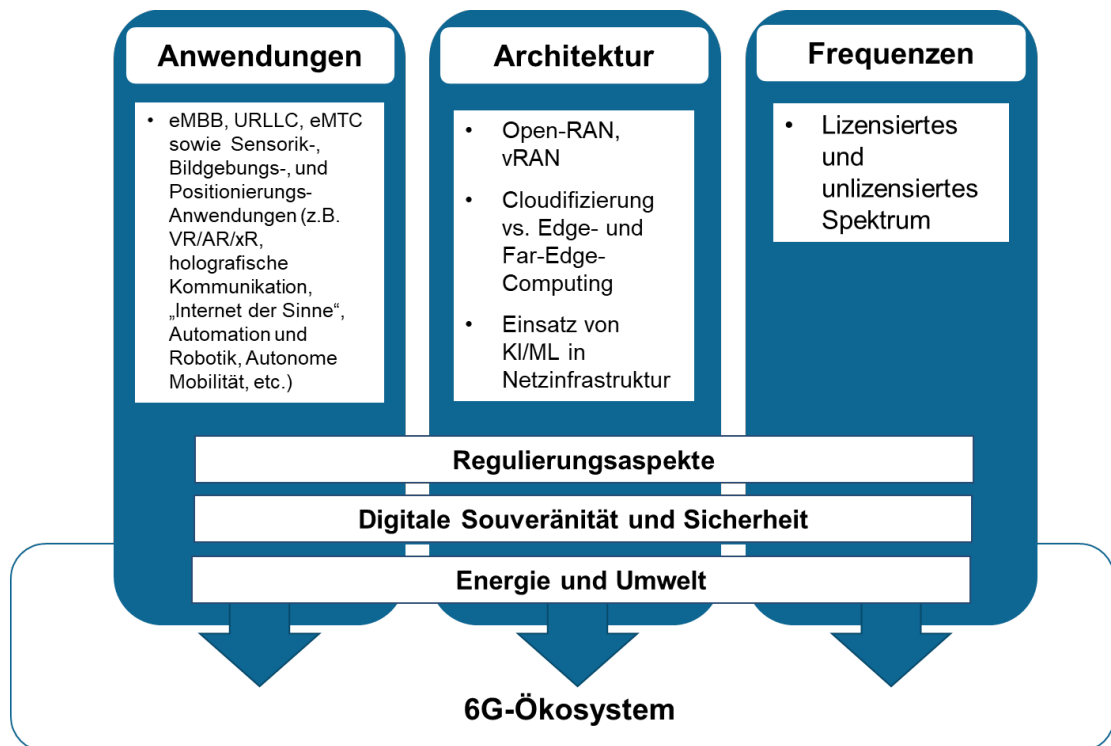 Anwendungen
• eMBB, URLLC, eMTC
sowie Sensorik-,
Bildgebungs-, und
Positionierungs-
Anwendungen (z.B.
VR/AR/xR,
holografische
Kommunikation,
„Internet der Sinne“,
Automation und
Robotik, Autone
Mobilität, etc.)
Architektur
• Open-RAN,
vRAN
• Cloudifizierung
vs. Edge- und
Far-Edge-
Computing
• Einsatz von
KI/ML in
Netzinfrastruktur
Frequenzen
• Lizensiertes
und
unlizensiertes
Spektrum
Regulierungsaspekte
Digitale Souveränität und Sicherheit
Energie und Umwelt
6G-Ökosystem